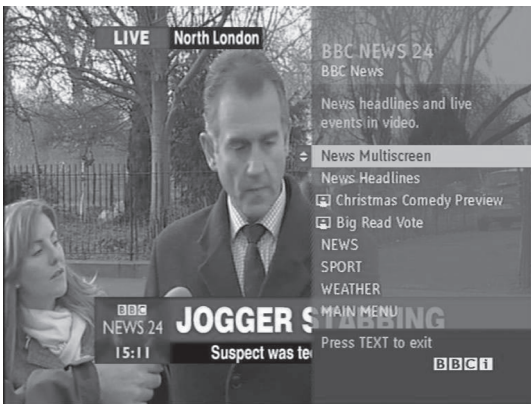 LIVE North London
BBC NEWS 24
BBC News
News headlines and live
events in video.
News Multiscreen
News Headlines
Christmas Comedy Preview
Big Read Vote
NEWS
SPORT
WEATHER
MAIN MENU
Press TEXT to exit
BBCi
BBC
NEWS 24
15:11
JOGGER STABBING
Suspect was